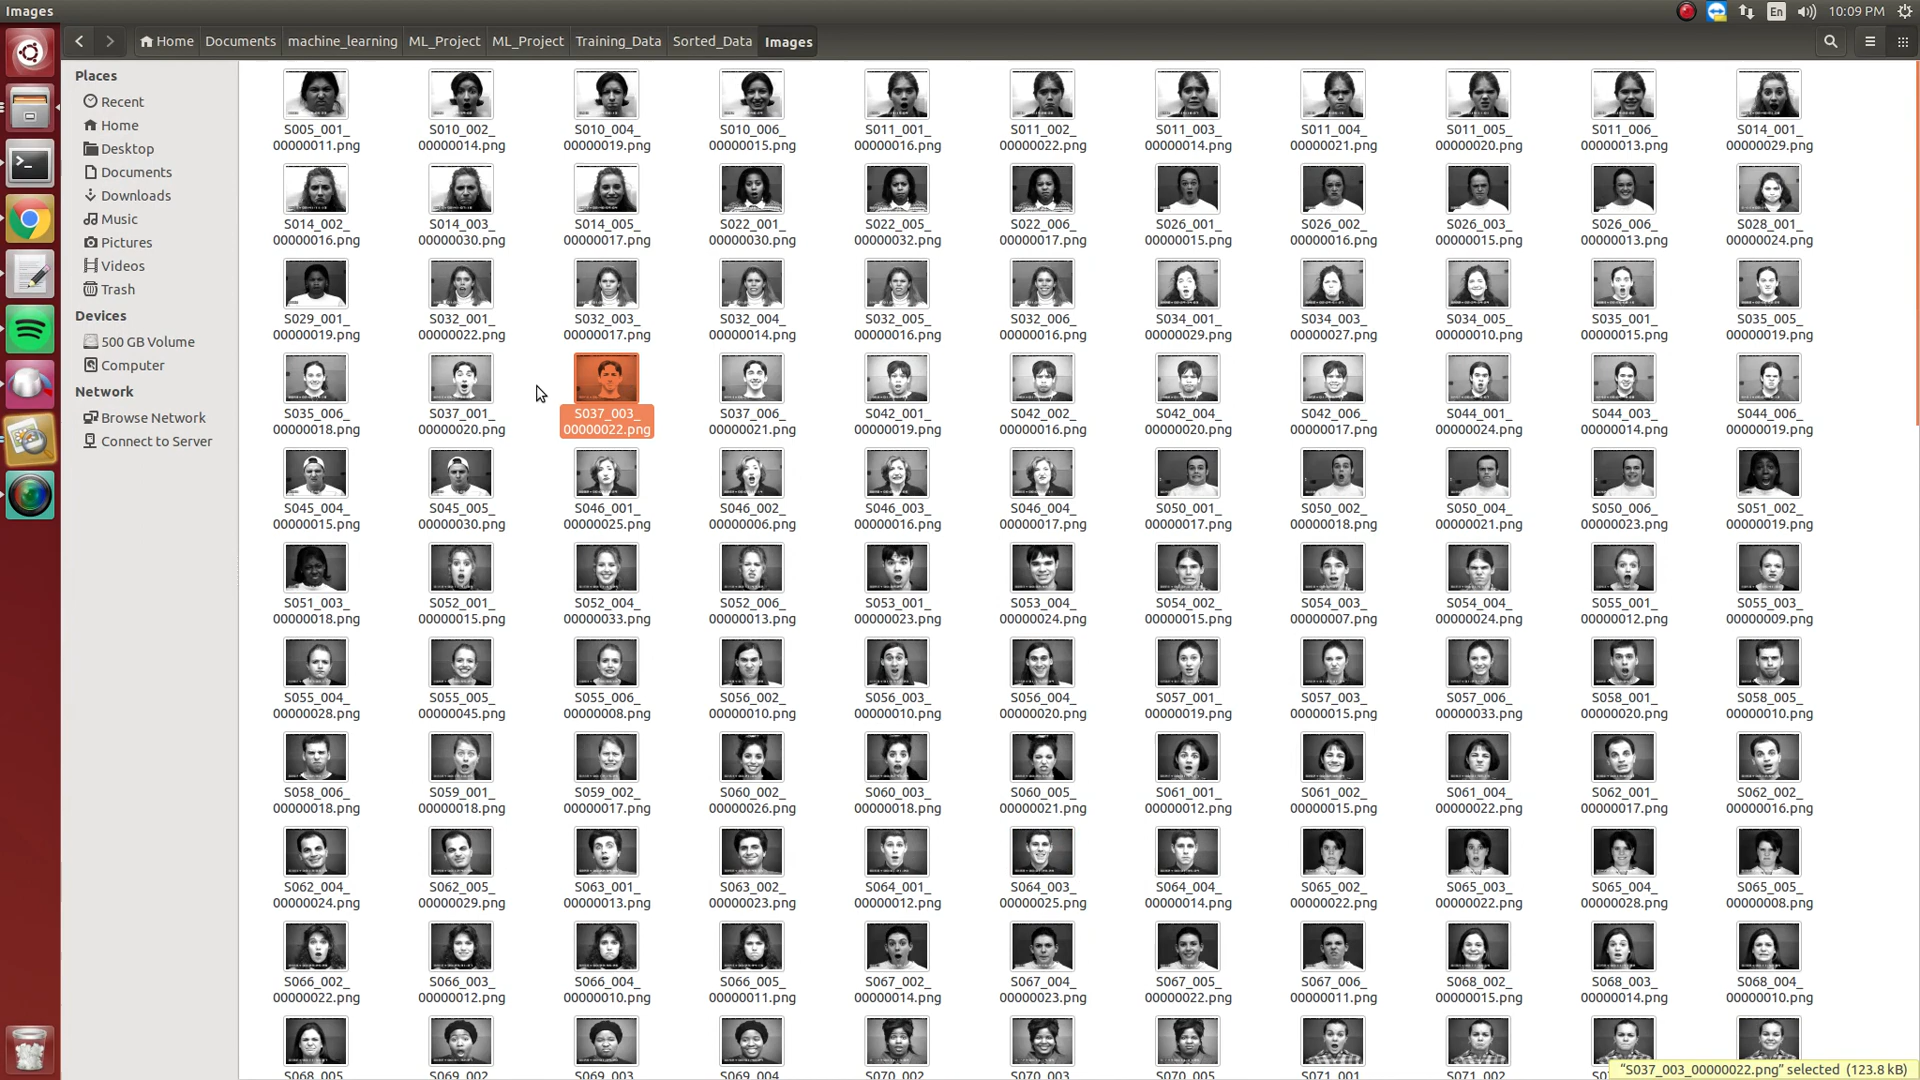 Images
En
10:09 PM
Home Documents machine_learning ML_Project ML_Project Training_Data Sorted_Data Images
Places
Recent
Home
Desktop
Documents
Downloads
Music
Pictures
Videos
Trash
Devices
500 GB Volume
Computer
Network
Browse Network
Connect to Server
S005_001_ S010_002_ S010_004_ S010_006_ S011_001_ S011_002_ S011_003_ S011_004_ S011_005_ S011_006_ S014_001_
00000011.png 00000014.png 00000019.png 00000015.png 00000016.png 00000022.png 00000014.png 00000021.png 00000020.png 00000013.png 00000029.png
S014_002_ S014_003_ S014_005_ S022_001_ S022_005_ S022_006_ S026_001_ S026_002_ S026_003_ S026_006_ S028_001_
00000016.png 00000030.png 00000017.png 00000030.png 00000032.png 00000017.png 00000015.png 00000016.png 00000015.png 00000013.png 00000024.png
S029_001_ S032_001_ S032_003_ S032_004_ S032_005_ S032_006_ S034_001_ S034_003_ S034_005_ S035_001_ S035_005_
00000019.png 00000022.png 00000017.png 00000014.png 00000016.png 00000016.png 00000029.png 00000027.png 00000010.png 00000015.png 00000019.png
S035_006_ S037_001_ S037_003_ S037_006_ S042_001_ S042_002_ S042_004_ S042_006_ S044_001_ S044_003_ S044_006_
00000018.png 00000020.png 00000022.png 00000021.png 00000019.png 00000016.png 00000020.png 00000017.png 00000024.png 00000014.png 00000019.png
S045_004_ S045_005_ S046_001_ S046_002_ S046_003_ S046_004_ S050_001_ S050_002_ S050_004_ S050_006_ S051_002_
00000015.png 00000030.png 00000025.png 00000006.png 00000016.png 00000017.png 00000017.png 00000018.png 00000021.png 00000023.png 00000019.png
S051_003_ S052_001_ S052_004_ S052_006_ S053_001_ S053_004_ S054_002_ S054_003_ S054_004_ S055_001_ S055_003_
00000018.png 00000015.png 00000033.png 00000013.png 00000023.png 00000024.png 00000015.png 00000007.png 00000024.png 00000012.png 00000009.png
S055_004_ S055_005_ S055_006_ S056_002_ S056_003_ S056_004_ S057_001_ S057_003_ S057_006_ S058_001_ S058_005_
00000028.png 00000045.png 00000008.png 00000010.png 00000010.png 00000020.png 00000019.png 00000015.png 00000033.png 00000020.png 00000010.png
S058_006_ S059_001_ S059_002_ S060_002_ S060_003_ S060_005_ S061_001_ S061_002_ S061_004_ S062_001_ S062_002_
00000018.png 00000018.png 00000017.png 00000026.png 00000018.png 00000021.png 00000012.png 00000015.png 00000022.png 00000017.png 00000016.png
S062_004_ S062_005_ S063_001_ S063_002_ S064_001_ S064_003_ S064_004_ S065_002_ S065_003_ S065_004_ S065_005_
00000024.png 00000029.png 00000013.png 00000023.png 00000012.png 00000025.png 00000014.png 00000022.png 00000022.png 00000028.png 00000008.png
S066_002_ S066_003_ S066_004_ S066_005_ S067_002_ S067_004_ S067_005_ S067_006_ S068_002_ S068_003_ S068_004_
00000022.png 00000012.png 00000010.png 00000011.png 00000014.png 00000023.png 00000022.png 00000011.png 00000015.png 00000014.png 00000010.png
S068_005_ S069_002_ S069_003_ S069_004_ S070_002_ S070_003_ S070_005_ S071_001_ S071_002_
"S037_003_00000022.png" selected (123.8 kB)